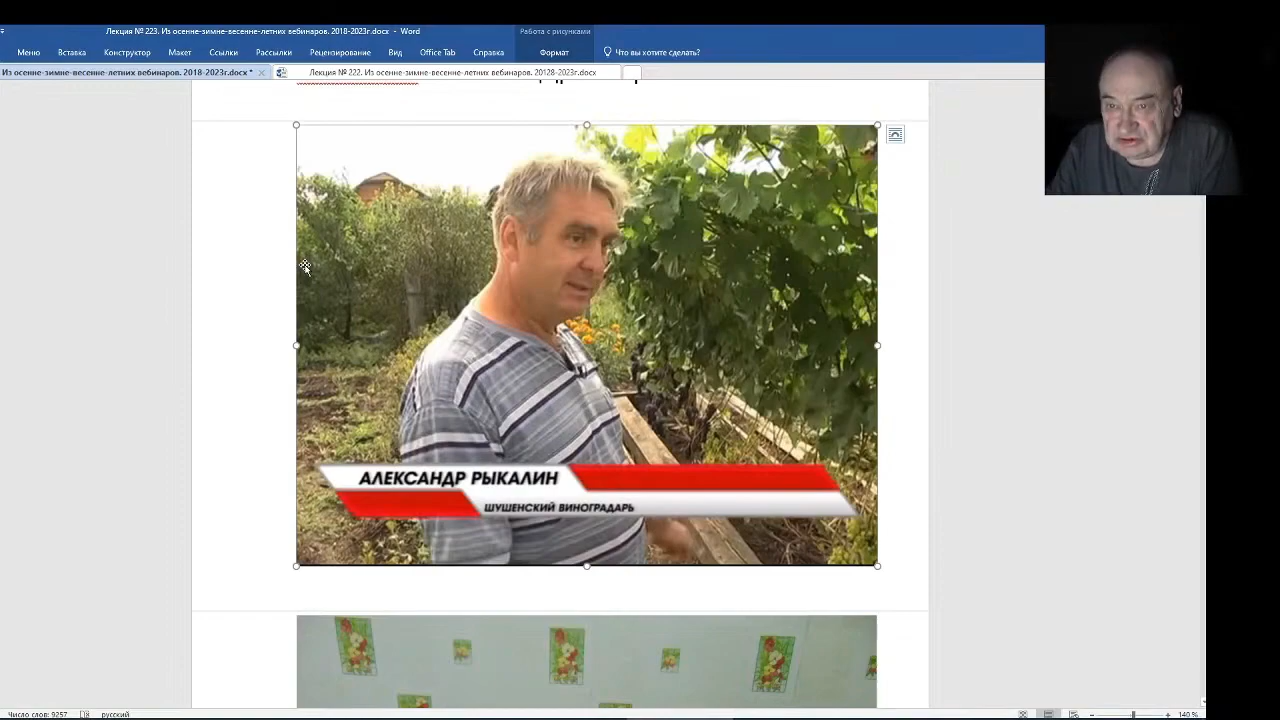 Лекция № 223. Из осенне-зимне-весенне-летних вебинаров. 2018-2023г.docx - Word
Работа с рисунками
Меню Вставка Конструктор Макет Ссылки Рассылки Рецензирование Вид Office Tab Справка Формат Что вы хотите сделать?
Из осенне-зимне-весенне-летних вебинаров. 2018-2023г.docx *
Лекция № 222. Из осенне-зимне-весенне-летних вебинаров. 20128-2023г.docx
АЛЕКСАНДР РЫКАЛИН
ШУШЕНСКИЙ ВИНОГРАДАРЬ
Число слов: 9257 русский 140 %